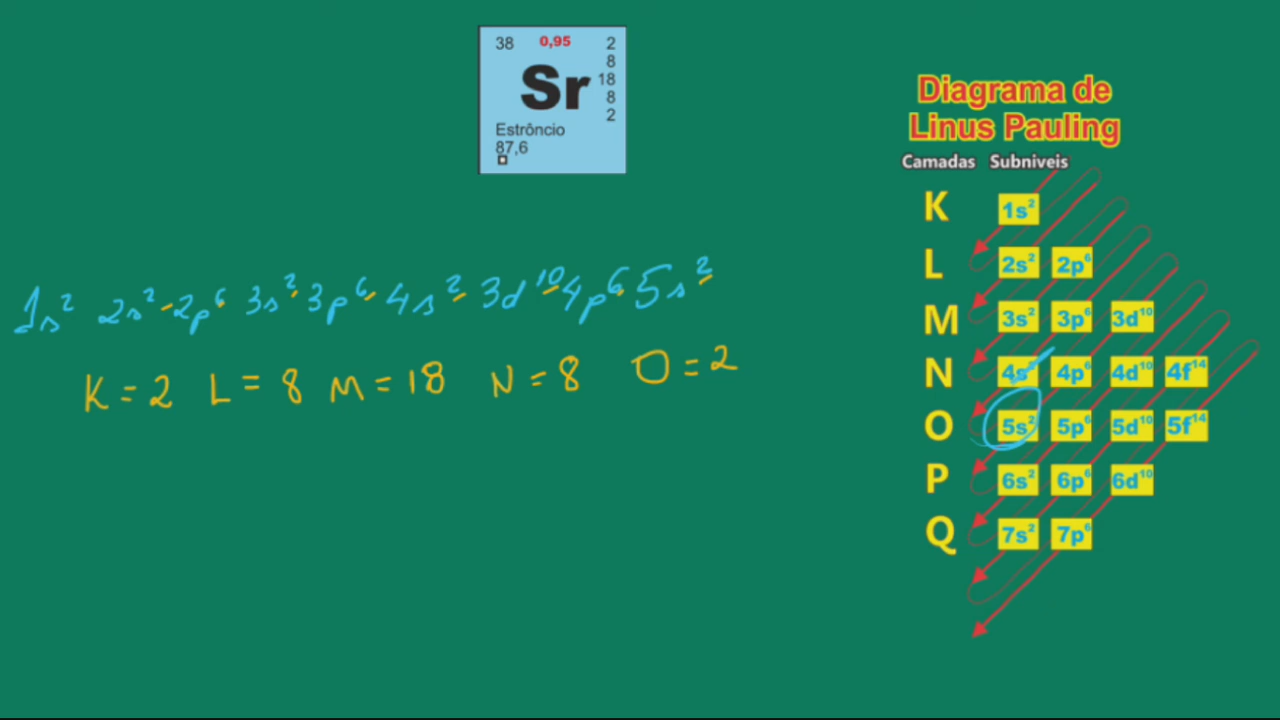 38 0,95 2
8
Sr 18
8
2
Estrôncio
87,6
Diagrama de
Linus Pauling
Camadas Subniveis
K 1s²
L 2s² 2p⁶
M 3s² 3p⁶ 3d¹⁰
N 4s² 4p⁶ 4d¹⁰ 4f¹⁴
O 5s² 5p⁶ 5d¹⁰ 5f¹⁴
P 6s² 6p⁶ 6d¹⁰
Q 7s² 7p⁶
1s² 2s² 2p⁶ 3s² 3p⁶ 4s² 3d¹⁰ 4p⁶ 5s²
K = 2 L = 8 M = 18 N = 8 O = 2